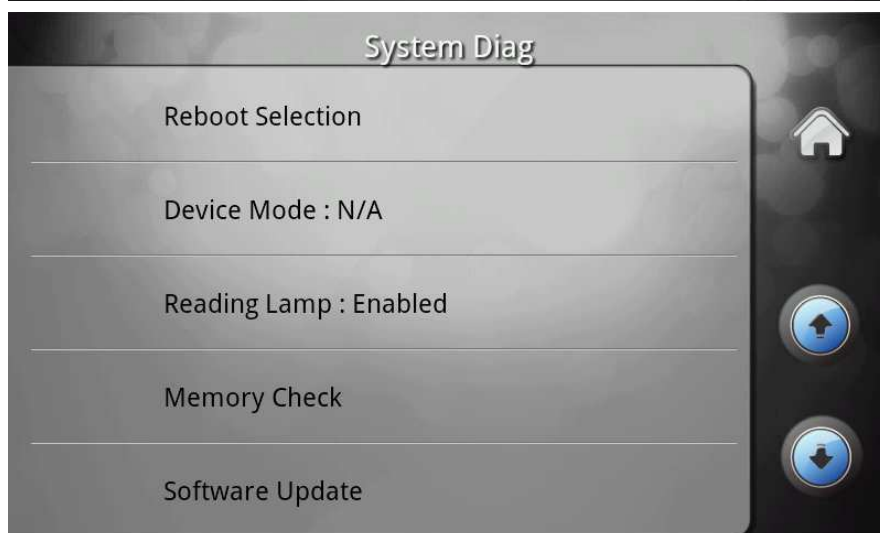 System Diag
Reboot Selection
Device Mode : N/A
Reading Lamp : Enabled
Memory Check
Software Update